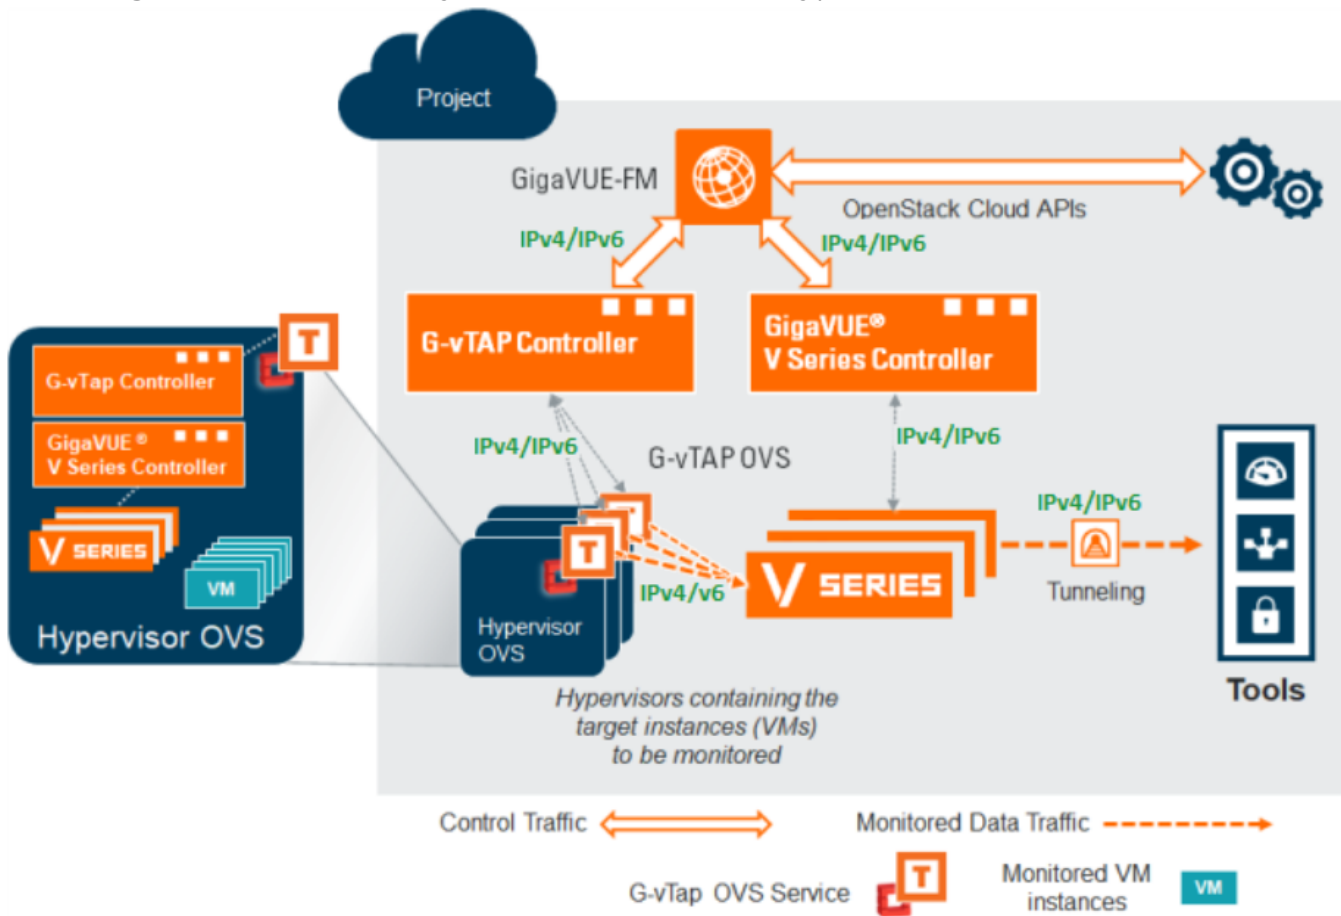 Project
GigaVUE-FM
OpenStack Cloud APIs
IPv4/IPv6
IPv4/IPv6
G-vTAP Controller
GigaVUE®
V Series Controller
T
G-vTap Controller
GigaVUE ®
V Series Controller
V SERIES
VM
Hypervisor OVS
IPv4/IPv6
G-vTAP OVS
IPv4/IPv6
T
IPv4/v6
Hypervisor
OVS
V SERIES
IPv4/IPv6
Tunneling
Tools
Hypervisors containing the
target instances (VMs)
to be monitored
Control Traffic
Monitored Data Traffic
G-vTap OVS Service
T
Monitored VM
instances
VM